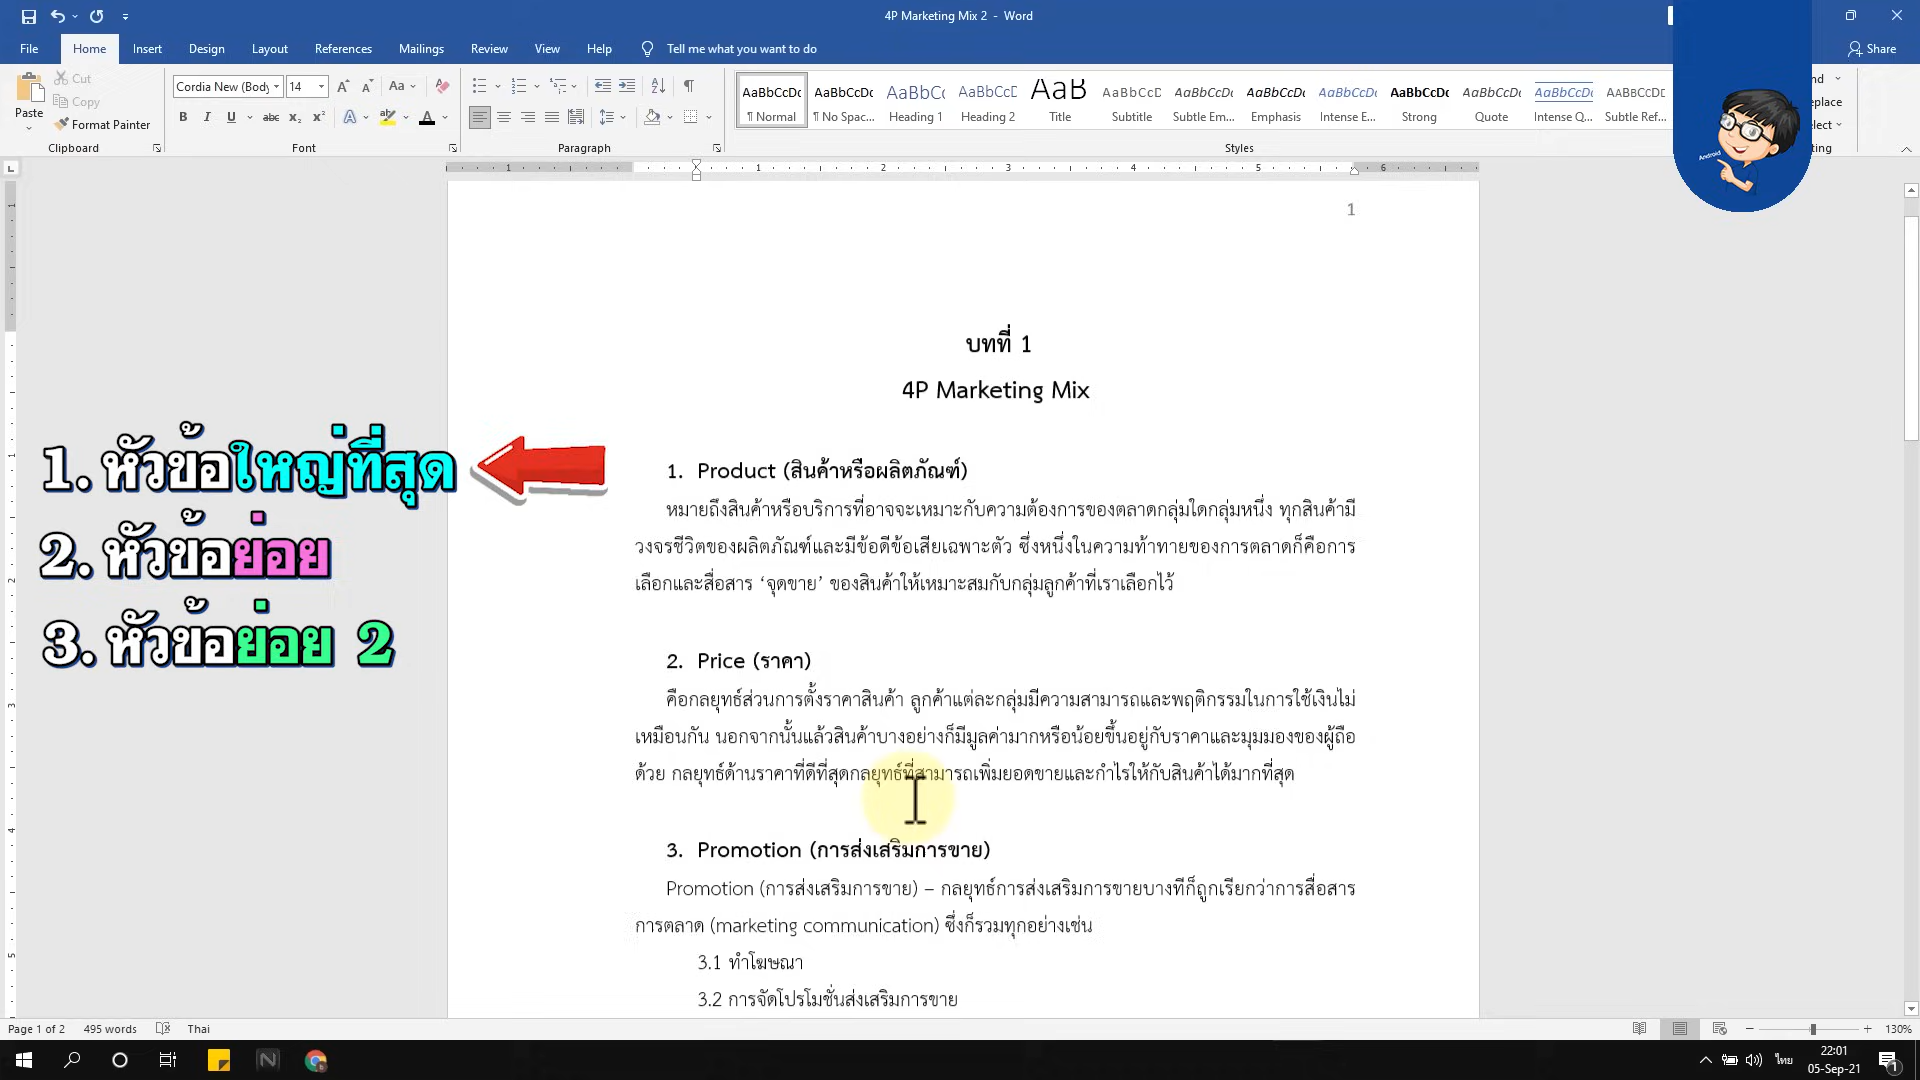 4P Marketing Mix 2 - Word
File Home Insert Design Layout References Mailings Review View Help Tell me what you want to do Share
Paste
Cut
Copy
Format Painter
Clipboard
Cordia New (Body 14
Font
Paragraph
AaBbCcDc AaBbCcDc AaBbCc AaBbCcD AaB AaBbCcD AaBbCcDc AaBbCcDc AaBbCcDc AaBbCcDc AaBbCcDc AaBbCcDc AaBbCcDc
¶ Normal ¶ No Spac... Heading 1 Heading 2 Title Subtitle Subtle Em... Emphasis Intense E... Strong Quote Intense Q... Subtle Ref...
Styles
Android
1
บทที่ 1
4P Marketing Mix
1. หัวข้อใหญ่ที่สุด
2. หัวข้อย่อย
3. หัวข้อย่อย 2
1. Product (สินค้าหรือผลิตภัณฑ์)
หมายถึงสินค้าหรือบริการที่อาจจะเหมาะกับความต้องการของตลาดกลุ่มใดกลุ่มหนึ่ง ทุกสินค้ามี
วงจรชีวิตของผลิตภัณฑ์และมีข้อดีข้อเสียเฉพาะตัว ซึ่งหนึ่งในความท้าทายของการตลาดก็คือการ
เลือกและสื่อสาร ‘จุดขาย’ ของสินค้าให้เหมาะสมกับกลุ่มลูกค้าที่เราเลือกไว้
2. Price (ราคา)
คือกลยุทธ์ส่วนการตั้งราคาสินค้า ลูกค้าแต่ละกลุ่มมีความสามารถและพฤติกรรมในการใช้เงินไม่
เหมือนกัน นอกจากนั้นแล้วสินค้าบางอย่างก็มีมูลค่ามากหรือน้อยขึ้นอยู่กับราคาและมุมมองของผู้ถือ
ด้วย กลยุทธ์ด้านราคาที่ดีที่สุดกลยุทธ์ที่สามารถเพิ่มยอดขายและกำไรให้กับสินค้าได้มากที่สุด
3. Promotion (การส่งเสริมการขาย)
Promotion (การส่งเสริมการขาย) – กลยุทธ์การส่งเสริมการขายบางทีก็ถูกเรียกว่าการสื่อสาร
การตลาด (marketing communication) ซึ่งก็รวมทุกอย่างเช่น
3.1 ทำโฆษณา
3.2 การจัดโปรโมชั่นส่งเสริมการขาย
Page 1 of 2 495 words Thai 130%
ไทย
22:01
05-Sep-21